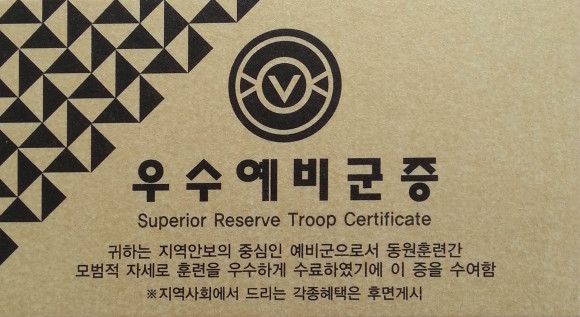 V
우수예비군증
Superior Reserve Troop Certificate
귀하는 지역안보의 중심인 예비군으로서 동원훈련간
모범적 자세로 훈련을 우수하게 수료하였기에 이 증을 수여함
※지역사회에서 드리는 각종혜택은 후면게시